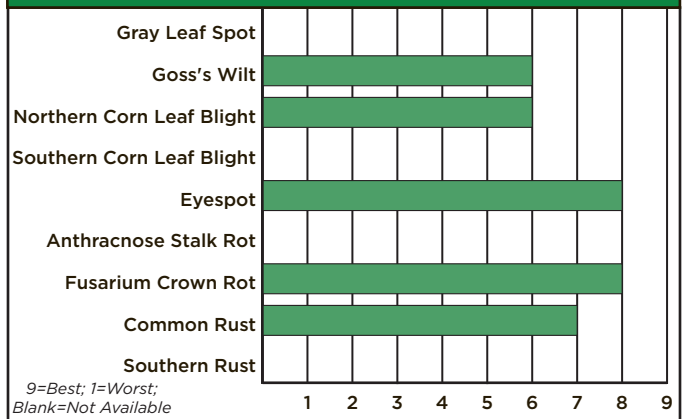 Gray Leaf Spot
Goss's Wilt
Northern Corn Leaf Blight
Southern Corn Leaf Blight
Eyespot
Anthracnose Stalk Rot
Fusarium Crown Rot
Common Rust
Southern Rust
9=Best; 1=Worst;
Blank=Not Available
1 2 3 4 5 6 7 8 9